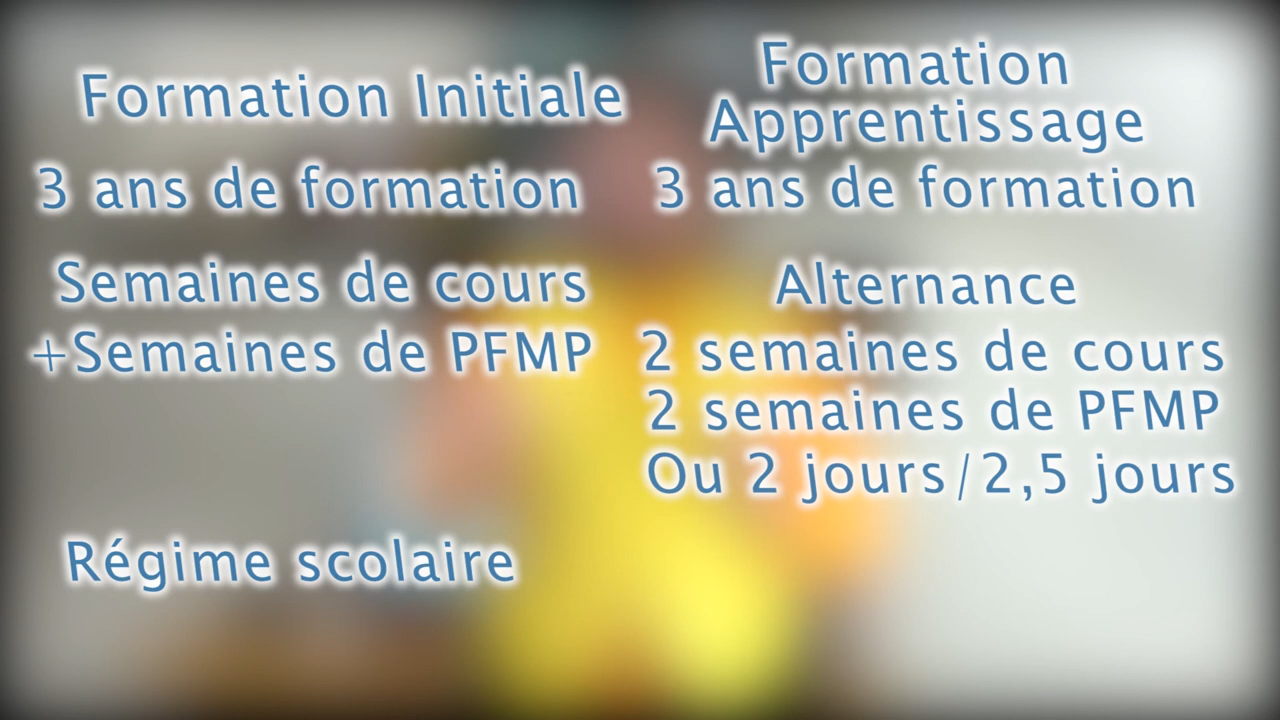 Formation Initiale
3 ans de formation
Semaines de cours
+Semaines de PFMP
Régime scolaire
Formation
Apprentissage
3 ans de formation
Alternance
2 semaines de cours
2 semaines de PFMP
Ou 2 jours/2,5 jours